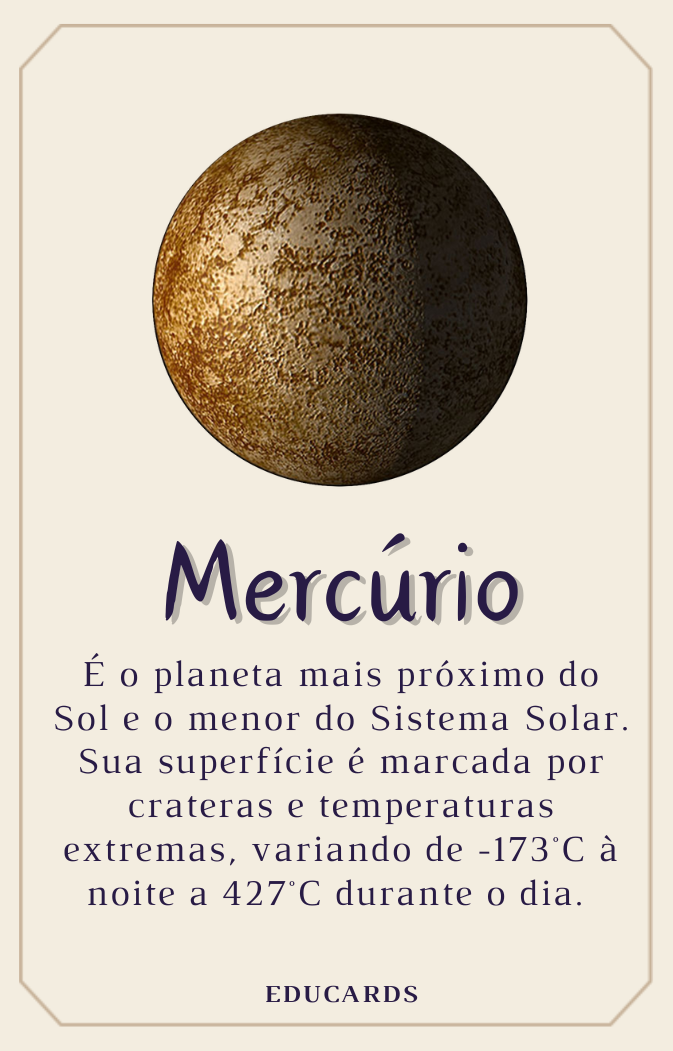 Mercúrio
É o planeta mais próximo do
Sol e o menor do Sistema Solar.
Sua superfície é marcada por
crateras e temperaturas
extremas, variando de -173°C à
noite a 427°C durante o dia.
EDUCARDS